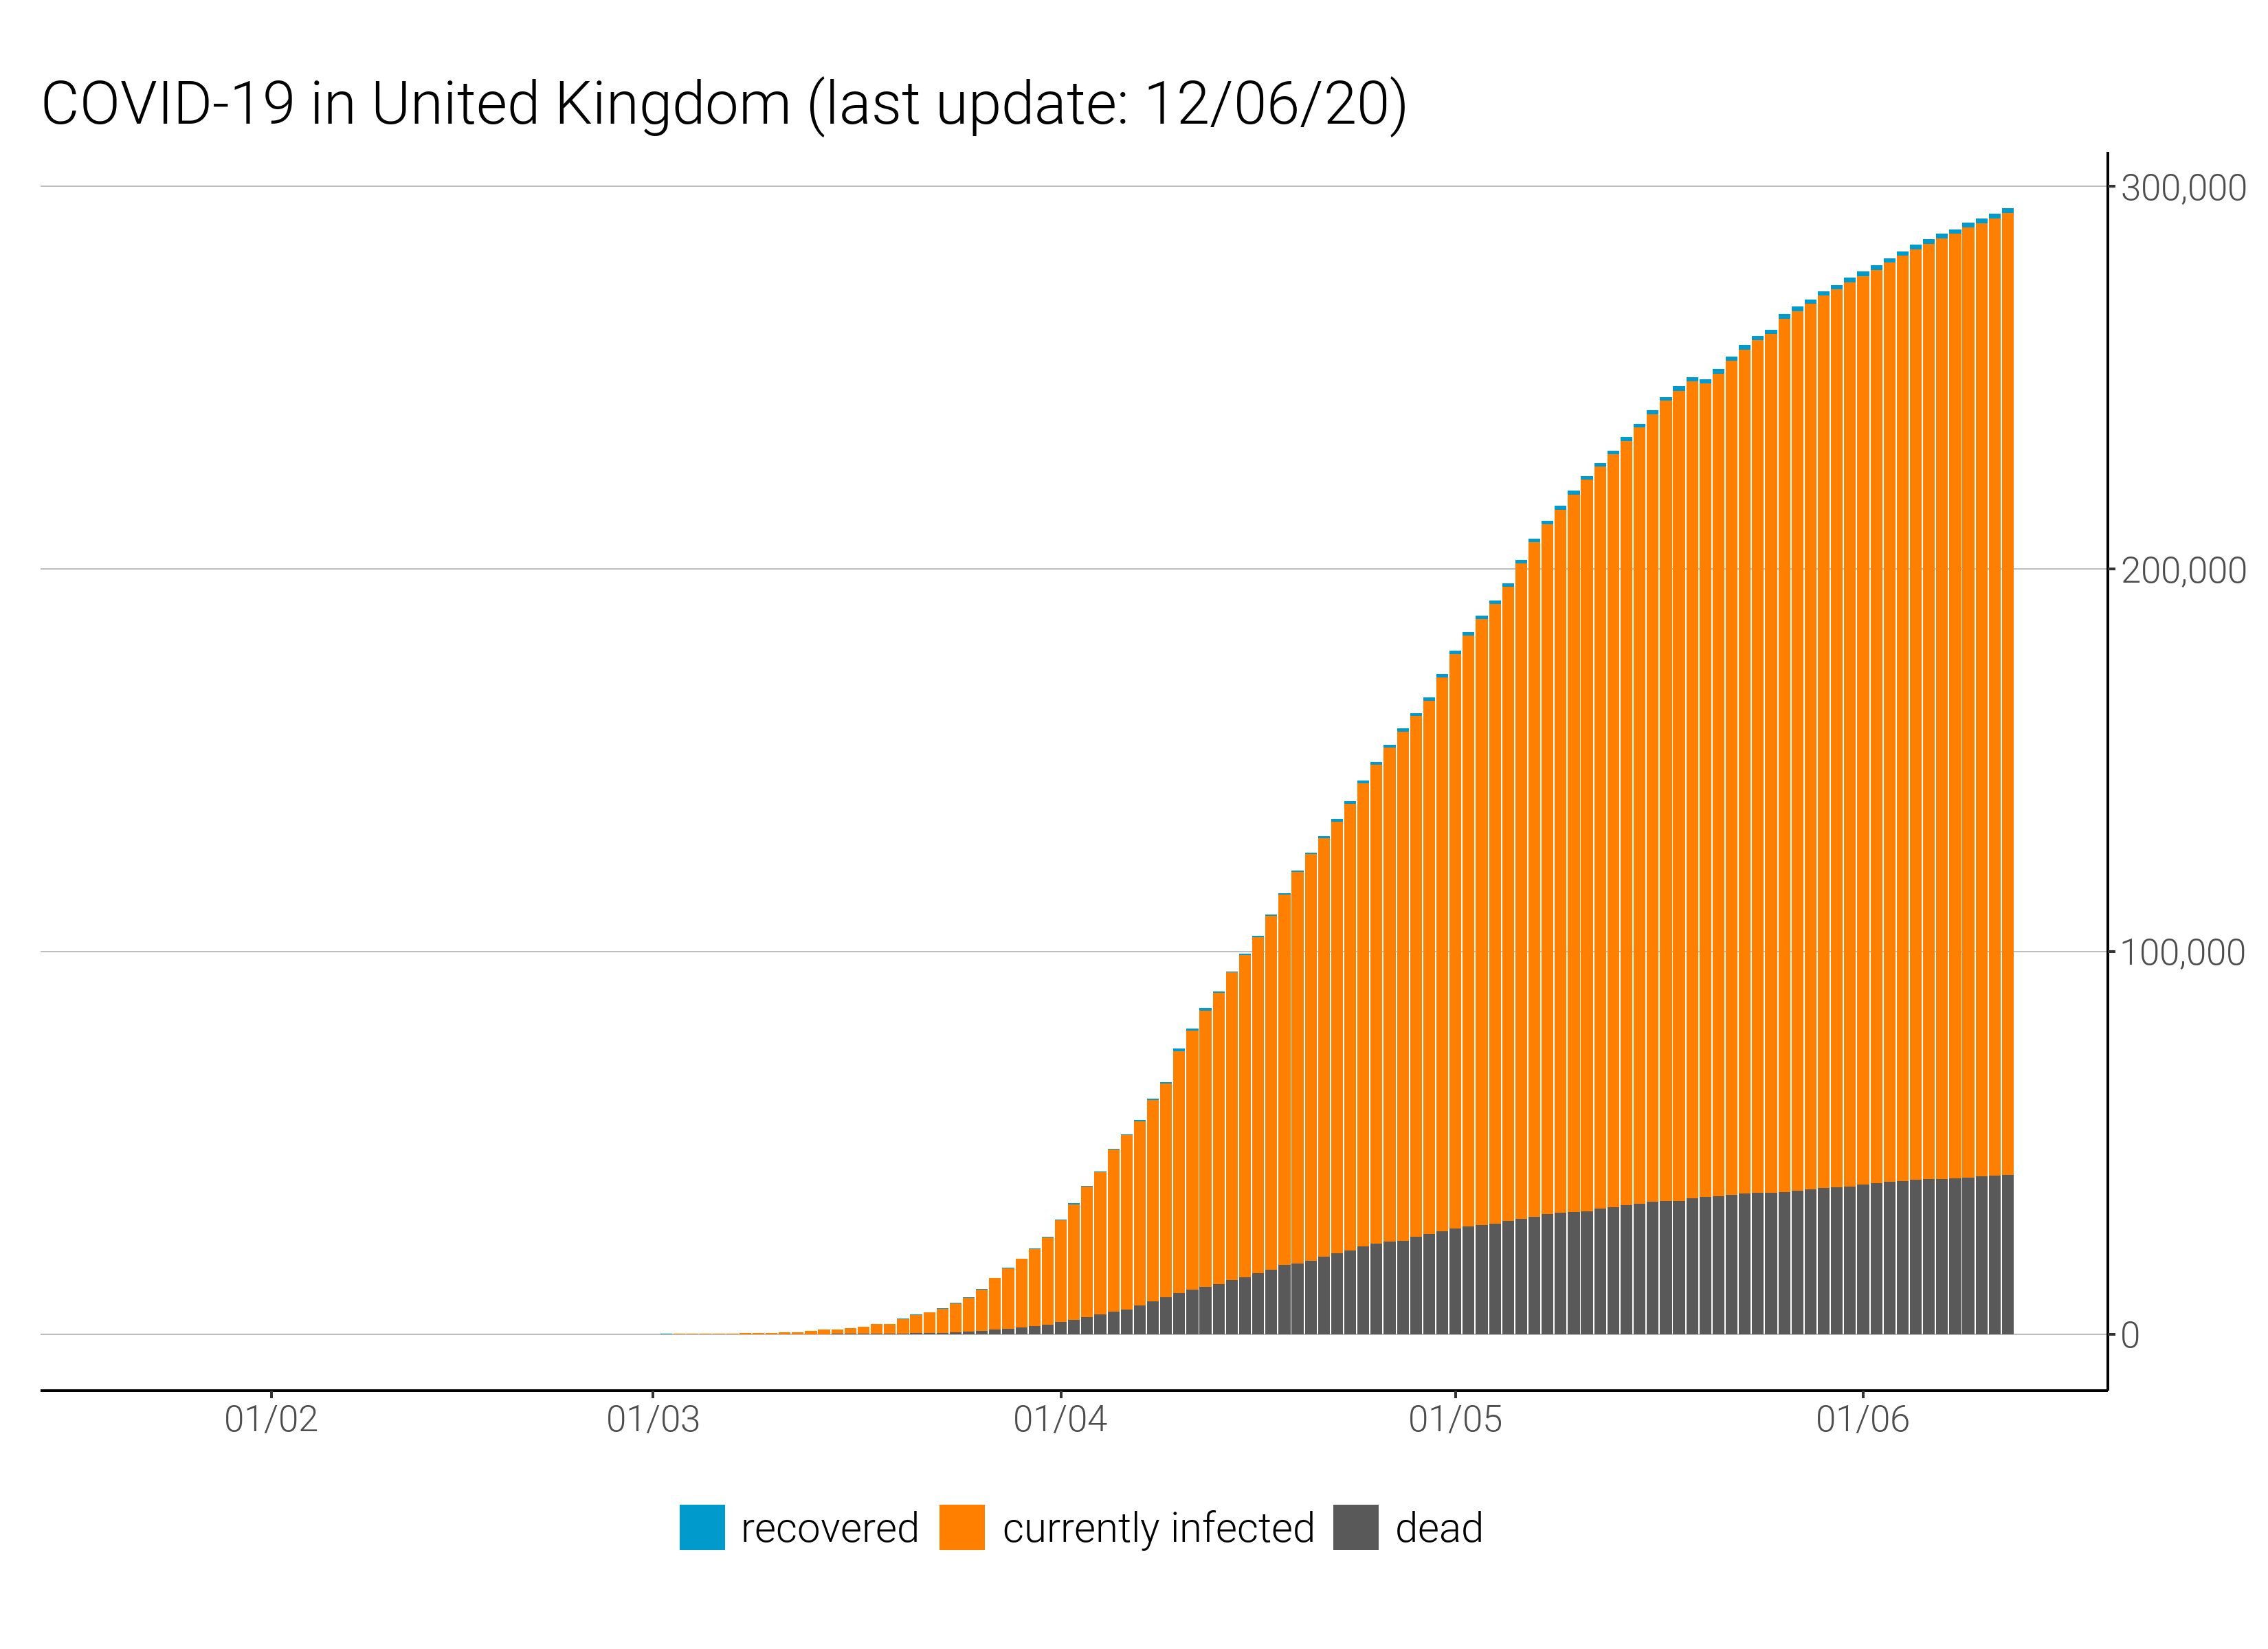 COVID-19 in United Kingdom (last update: 12/06/20)
300,000
200,000
100,000
0
01/02 01/03 01/04 01/05 01/06
recovered currently infected dead